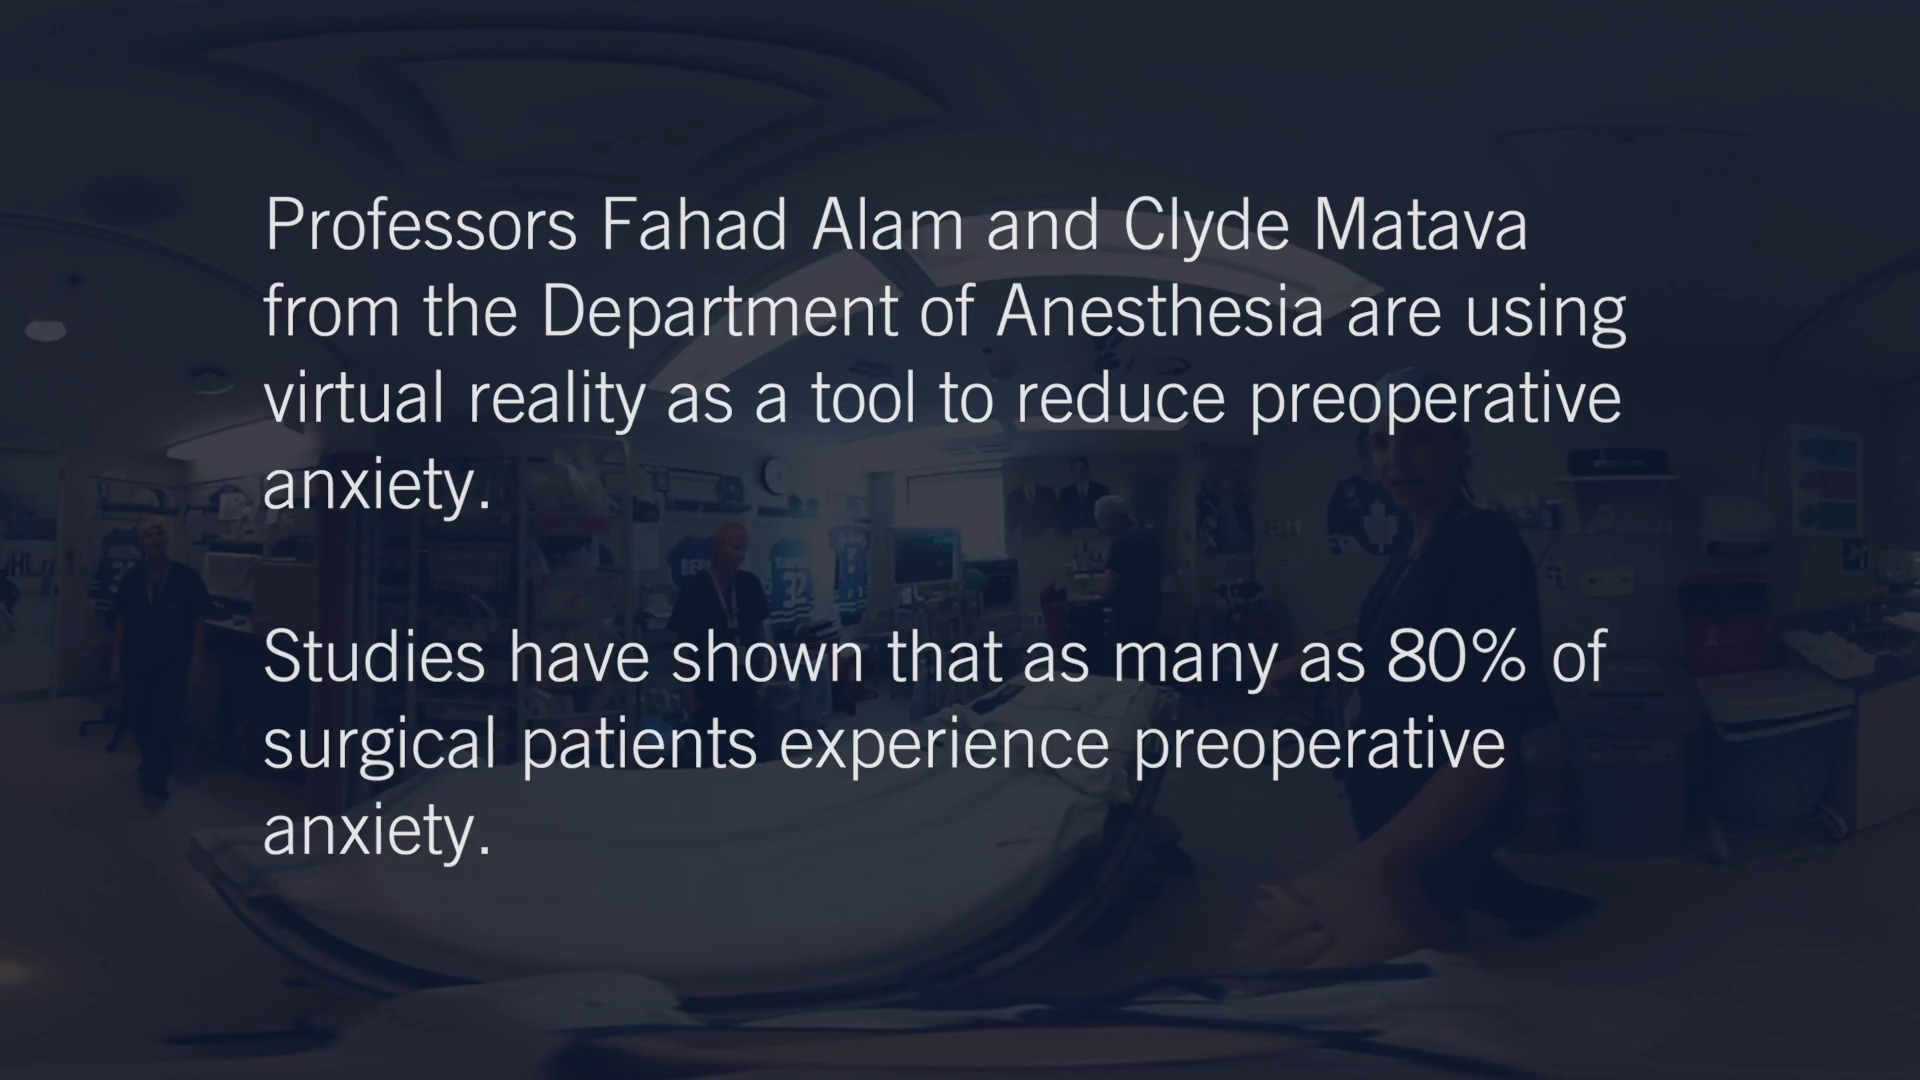 Professors Fahad Alam and Clyde Matava
from the Department of Anesthesia are using
virtual reality as a tool to reduce preoperative
anxiety.
Studies have shown that as many as 80% of
surgical patients experience preoperative
anxiety.
32